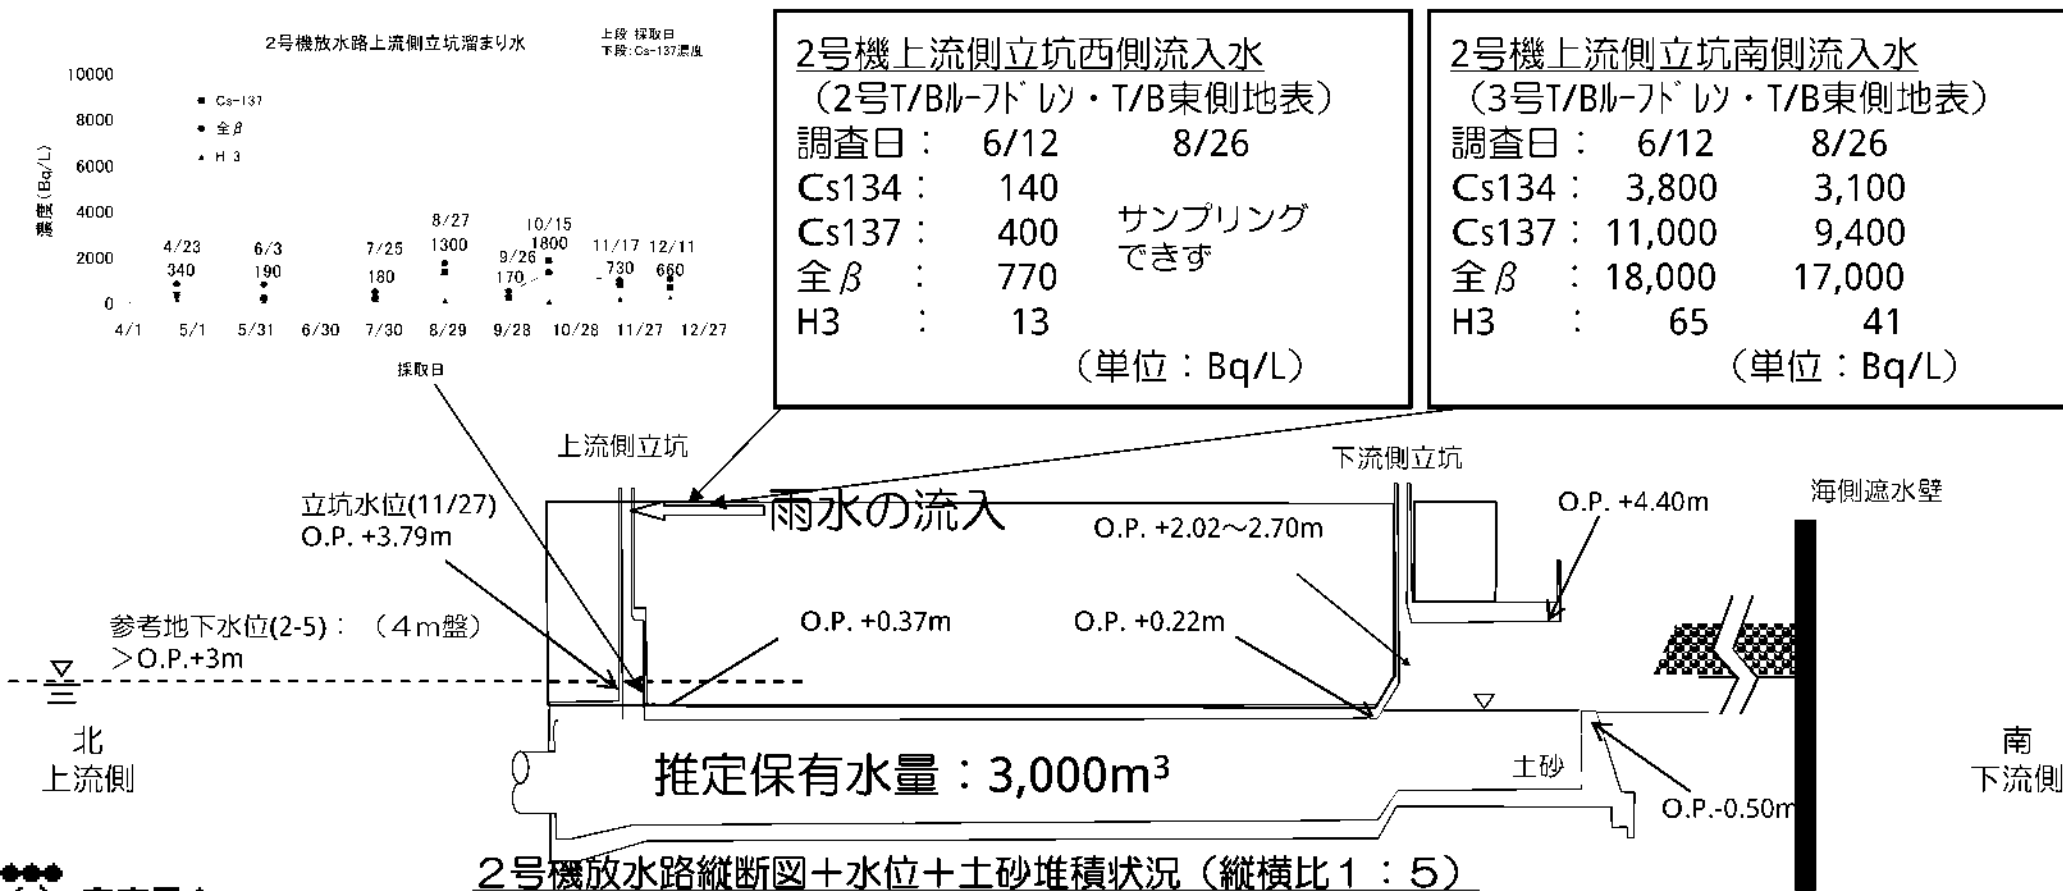 2号機放水路上流側立坑溜まり水
上段 採取日
下段:Cs-137濃度
濃度(Bq/L)
10000
8000
6000
4000
2000
0
Cs-137
全β
H 3
4/23
340
6/3
190
7/25
180
8/27
1300
9/26
170
10/15
1800
11/17
730
12/11
660
4/1 5/1 5/31 6/30 7/30 8/29 9/28 10/28 11/27 12/27
採取日
2号機上流側立坑西側流入水
（2号T/Bﾙｰﾌﾄﾞﾚﾝ・T/B東側地表）
調査日： 6/12 8/26
Cs134： 140
Cs137： 400
全β ： 770
H3 ： 13
サンプリング
できず
（単位：Bq/L）
2号機上流側立坑南側流入水
（3号T/Bﾙｰﾌﾄﾞﾚﾝ・T/B東側地表）
調査日： 6/12 8/26
Cs134： 3,800 3,100
Cs137： 11,000 9,400
全β ： 18,000 17,000
H3 ： 65 41
（単位：Bq/L）
上流側立坑
下流側立坑
海側遮水壁
立坑水位(11/27)
O.P. +3.79m
雨水の流入
O.P. +2.02～2.70m
O.P. +4.40m
参考地下水位(2-5)： （４ｍ盤）
＞O.P.+3m
O.P. +0.37m
O.P. +0.22m
北
上流側
推定保有水量：3,000m³
土砂
O.P.-0.50m
南
下流側
２号機放水路縦断図＋水位＋土砂堆積状況（縦横比１：５）